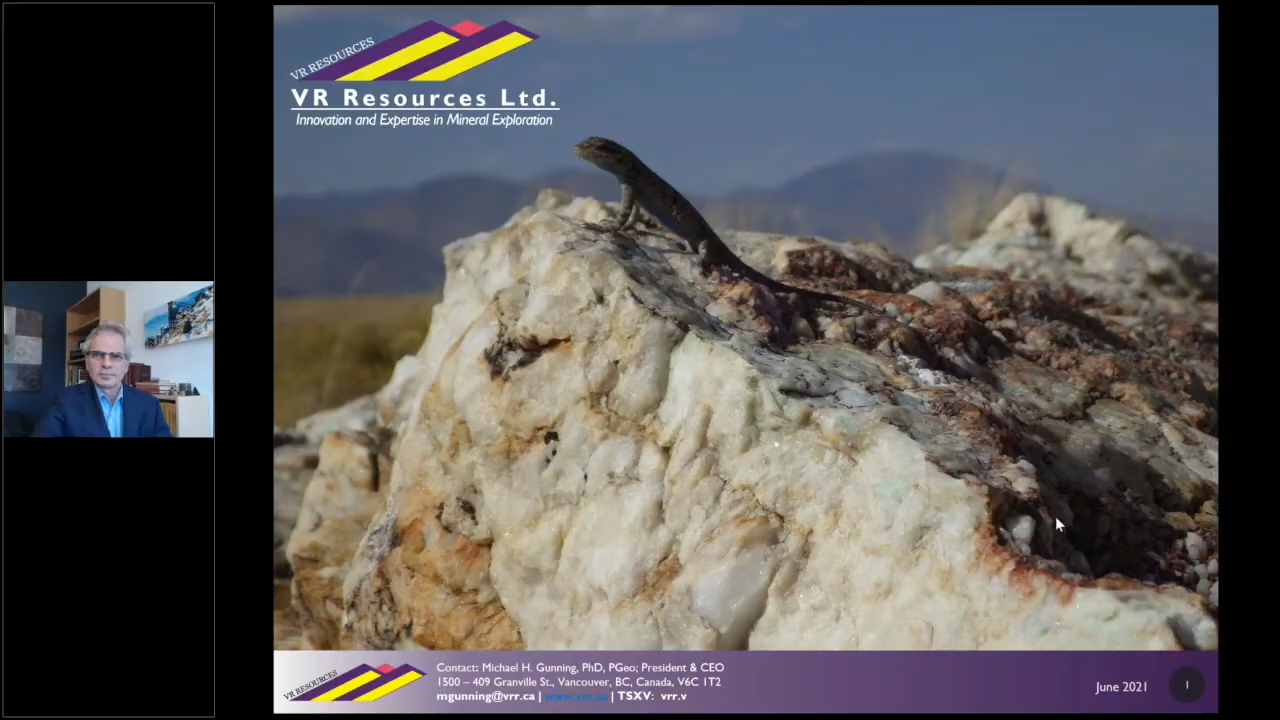 VR RESOURCES
VR Resources Ltd.
Innovation and Expertise in Mineral Exploration
VR RESOURCES
Contact: Michael H. Gunning, PhD, PGeo; President & CEO
1500 – 409 Granville St., Vancouver, BC, Canada, V6C 1T2
mgunning@vrr.ca | www.vrr.ca | TSXV: vrr.v
June 2021
1